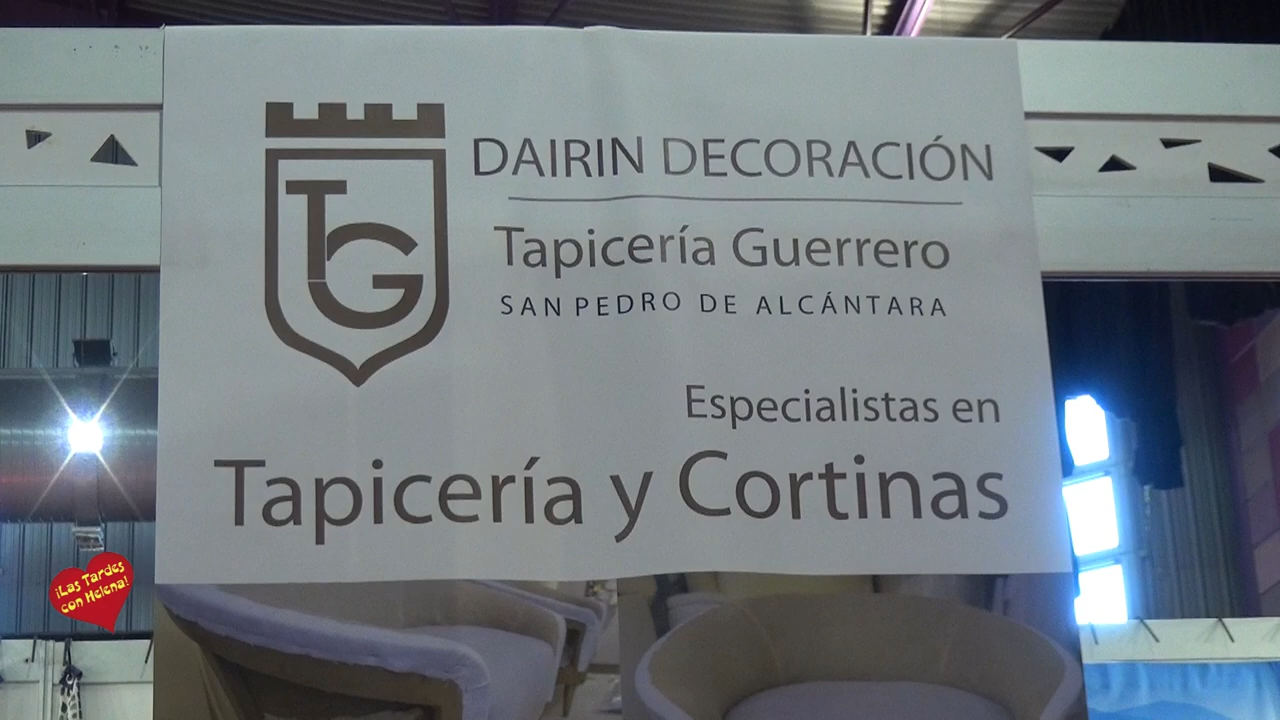 TG
DAIRIN DECORACIÓN
Tapicería Guerrero
SAN PEDRO DE ALCÁNTARA
Especialistas en
Tapicería y Cortinas
¡Las Tardes
con Helena!